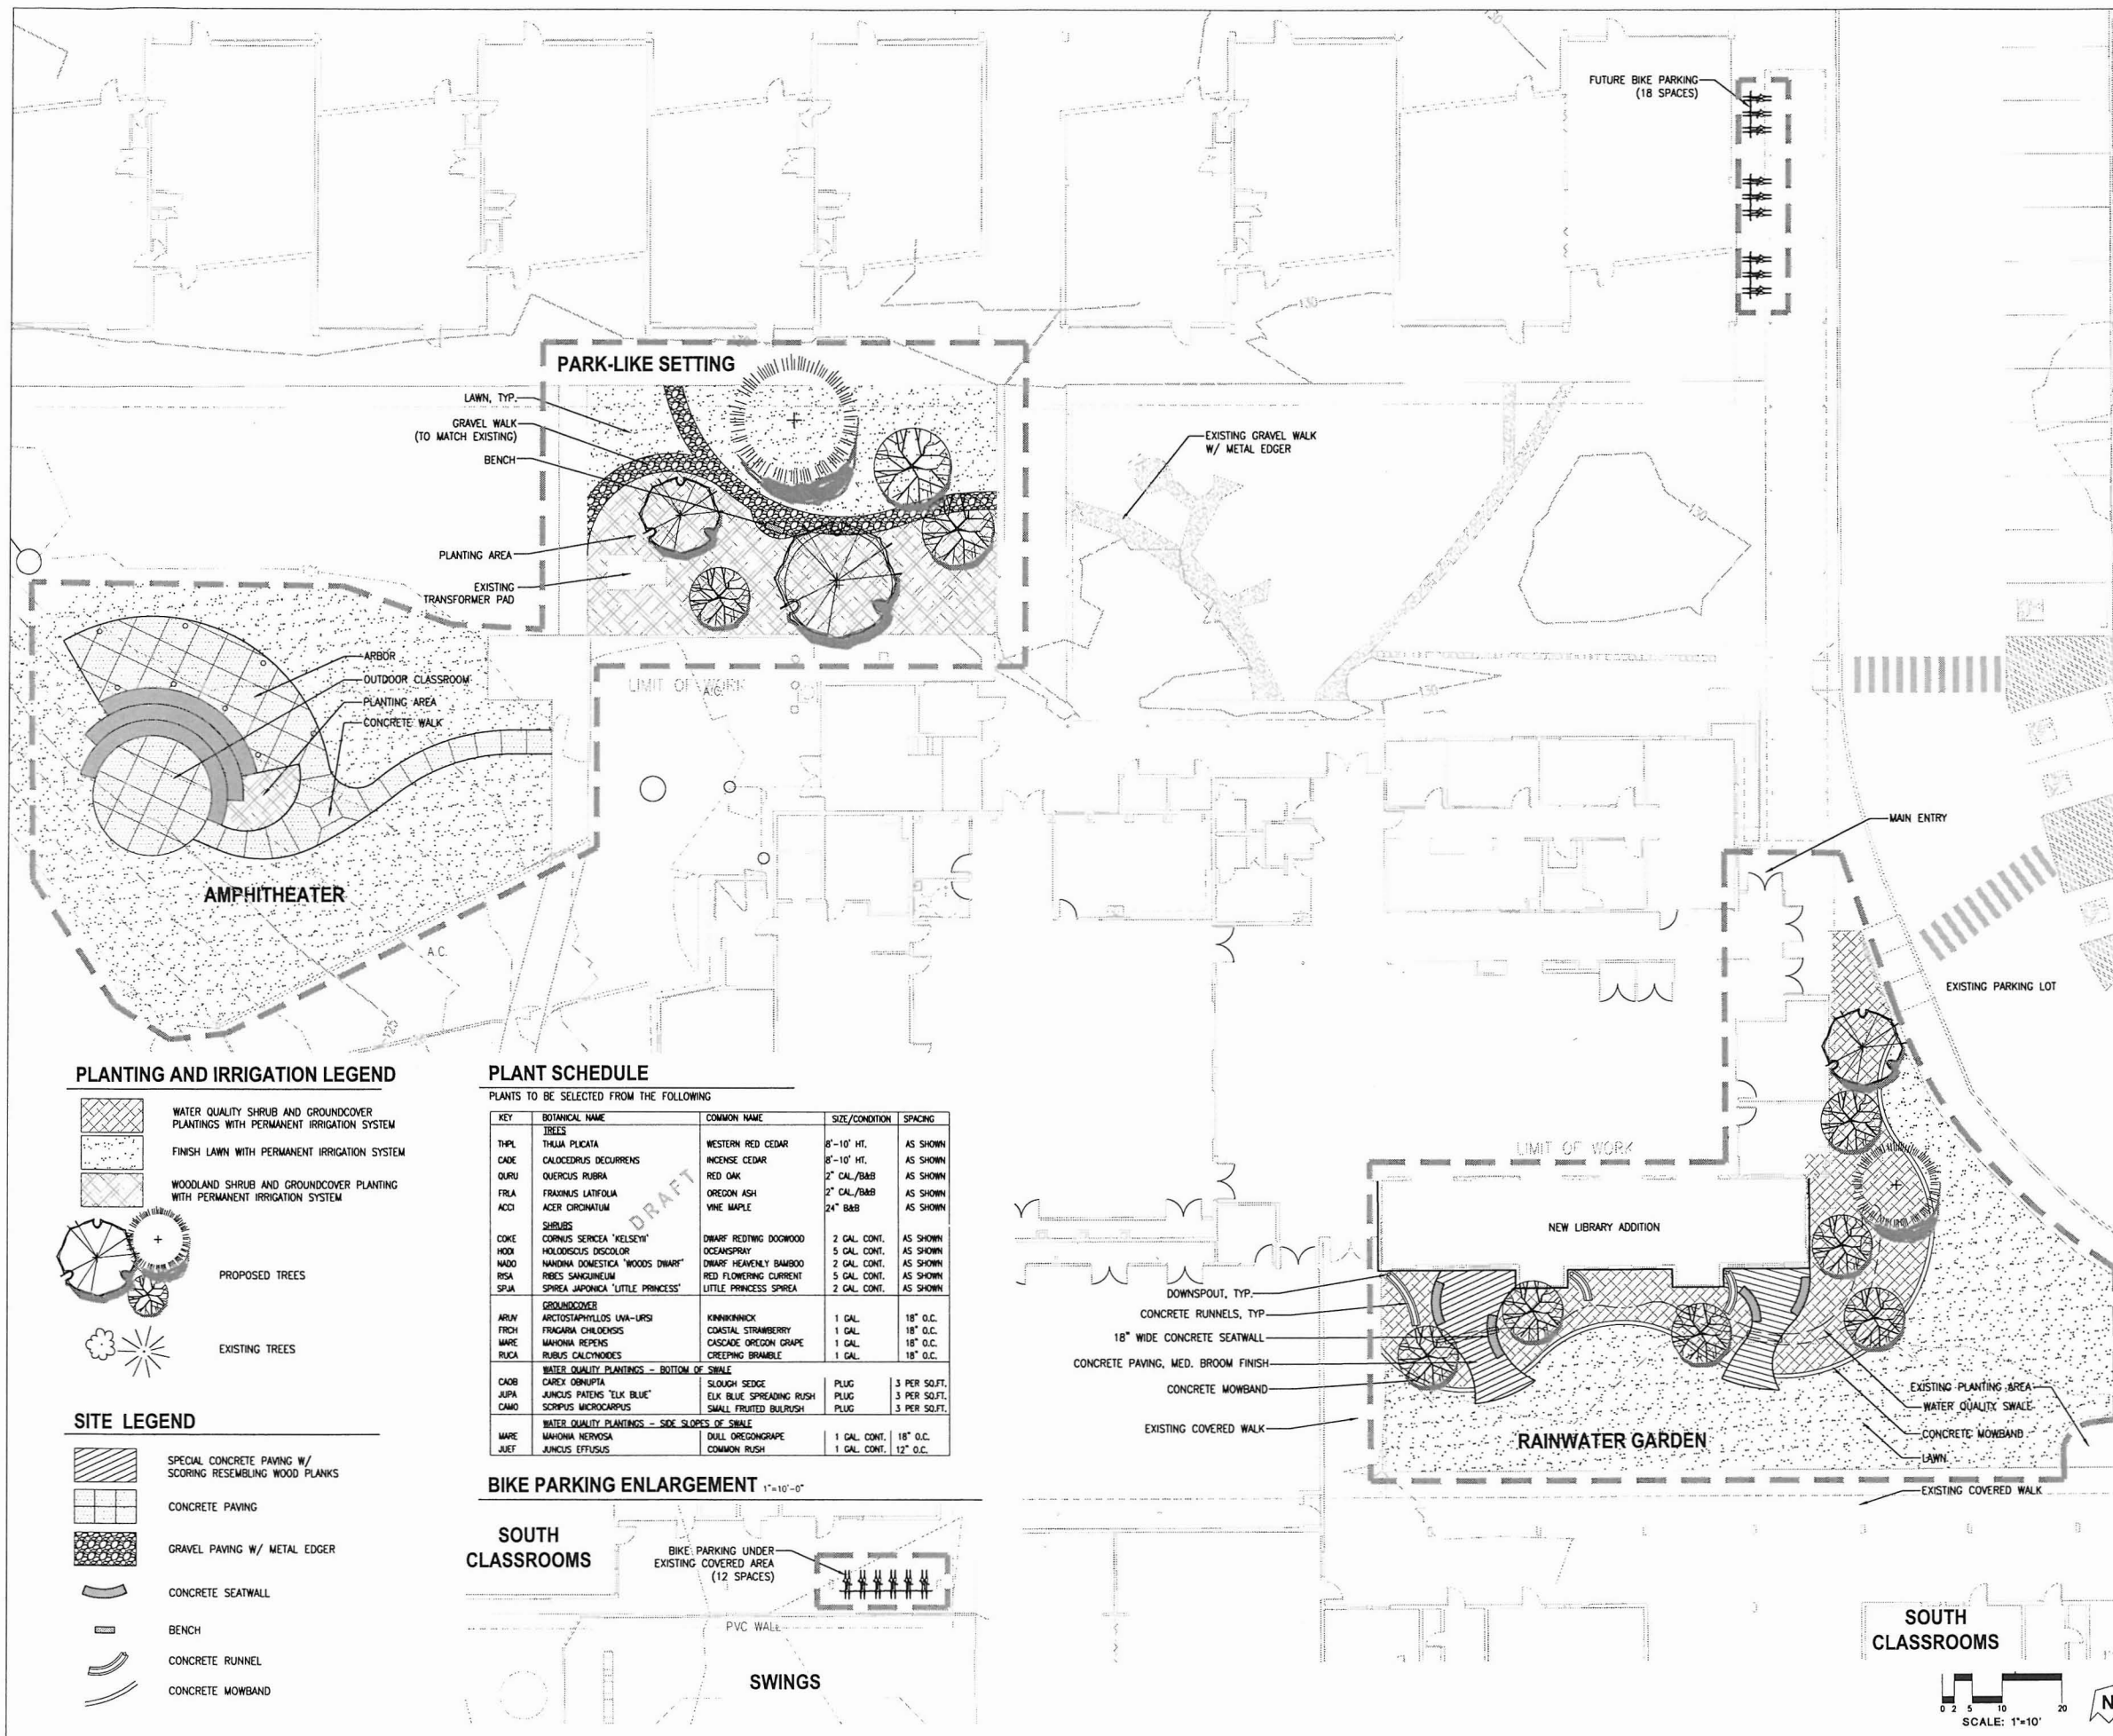 FUTURE BIKE PARKING
(18 SPACES)
130
130
PARK-LIKE SETTING
LAWN, TYP.
GRAVEL WALK
(TO MATCH EXISTING)
BENCH
EXISTING GRAVEL WALK
W/ METAL EDGER
130
PLANTING AREA
EXISTING
TRANSFORMER PAD
ARBOR
OUTDOOR CLASSROOM
PLANTING AREA
CONCRETE WALK
LIMIT OF WORK
A.C.
130
MAIN ENTRY
AMPHITHEATER
A.C.
125
EXISTING PARKING LOT
PLANTING AND IRRIGATION LEGEND
WATER QUALITY SHRUB AND GROUNDCOVER
PLANTINGS WITH PERMANENT IRRIGATION SYSTEM
FINISH LAWN WITH PERMANENT IRRIGATION SYSTEM
WOODLAND SHRUB AND GROUNDCOVER PLANTING
WITH PERMANENT IRRIGATION SYSTEM
PROPOSED TREES
EXISTING TREES
SITE LEGEND
SPECIAL CONCRETE PAVING W/
SCORING RESEMBLING WOOD PLANKS
CONCRETE PAVING
GRAVEL PAVING W/ METAL EDGER
CONCRETE SEATWALL
BENCH
CONCRETE RUNNEL
CONCRETE MOWBAND
PLANT SCHEDULE
PLANTS TO BE SELECTED FROM THE FOLLOWING
KEY BOTANICAL NAME COMMON NAME SIZE/CONDITION SPACING
TREES
THPL THUJA PLICATA WESTERN RED CEDAR 8'-10' HT. AS SHOWN
CADE CALOCEDRUS DECURRENS INCENSE CEDAR 8'-10' HT. AS SHOWN
QURU QUERCUS RUBRA RED OAK 2" CAL./B&B AS SHOWN
FRLA FRAXINUS LATIFOLIA OREGON ASH 2" CAL./B&B AS SHOWN
ACCI ACER CIRCINATUM VINE MAPLE 24" B&B AS SHOWN
DRAFT
SHRUBS
COKE CORNUS SERICEA 'KELSEYI' DWARF REDTWIG DOGWOOD 2 GAL. CONT. AS SHOWN
HODI HOLODISCUS DISCOLOR OCEANSPRAY 5 GAL. CONT. AS SHOWN
NADO NANDINA DOMESTICA 'WOODS DWARF' DWARF HEAVENLY BAMBOO 2 GAL. CONT. AS SHOWN
RISA RIBES SANGUINEUM RED FLOWERING CURRENT 5 GAL. CONT. AS SHOWN
SPJA SPIREA JAPONICA 'LITTLE PRINCESS' LITTLE PRINCESS SPIREA 2 GAL. CONT. AS SHOWN
GROUNDCOVER
ARUV ARCTOSTAPHYLLOS UVA-URSI KINNIKINNICK 1 GAL. 18" O.C.
FRCH FRAGARIA CHILOENSIS COASTAL STRAWBERRY 1 GAL. 18" O.C.
MARE MAHONIA REPENS CASCADE OREGON GRAPE 1 GAL. 18" O.C.
RUCA RUBUS CALCYNOIDES CREEPING BRAMBLE 1 GAL. 18" O.C.
WATER QUALITY PLANTINGS - BOTTOM OF SWALE
CAOB CAREX OBNUPTA SLOUGH SEDGE PLUG 3 PER SQ.FT.
JUPA JUNCUS PATENS "ELK BLUE" ELK BLUE SPREADING RUSH PLUG 3 PER SQ.FT.
CAMO SCIRPUS MICROCARPUS SMALL FRUITED BULRUSH PLUG 3 PER SQ.FT.
WATER QUALITY PLANTINGS - SIDE SLOPES OF SWALE
MARE MAHONIA NERVOSA DULL OREGONGRAPE 1 GAL. CONT. 18" O.C.
JUEF JUNCUS EFFUSUS COMMON RUSH 1 GAL. CONT. 12" O.C.
BIKE PARKING ENLARGEMENT 1"=10'-0"
SOUTH
CLASSROOMS
BIKE PARKING UNDER
EXISTING COVERED AREA
(12 SPACES)
PVC WALL
SWINGS
LIMIT OF WORK
NEW LIBRARY ADDITION
DOWNSPOUT, TYP.
CONCRETE RUNNELS, TYP
18" WIDE CONCRETE SEATWALL
CONCRETE PAVING, MED. BROOM FINISH
CONCRETE MOWBAND
EXISTING COVERED WALK
RAINWATER GARDEN
EXISTING PLANTING AREA
WATER QUALITY SWALE
CONCRETE MOWBAND
LAWN
EXISTING COVERED WALK
SOUTH
CLASSROOMS
0 2 5 10 20
SCALE: 1"=10'
N